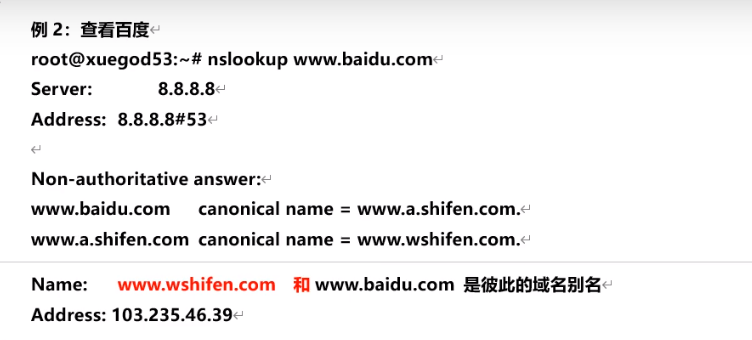 例 2：查看百度
root@xuegod53:~# nslookup www.baidu.com
Server: 8.8.8.8
Address: 8.8.8.8#53
Non-authoritative answer:
www.baidu.com canonical name = www.a.shifen.com.
www.a.shifen.com canonical name = www.wshifen.com.
Name: www.wshifen.com 和 www.baidu.com 是彼此的域名别名
Address: 103.235.46.39